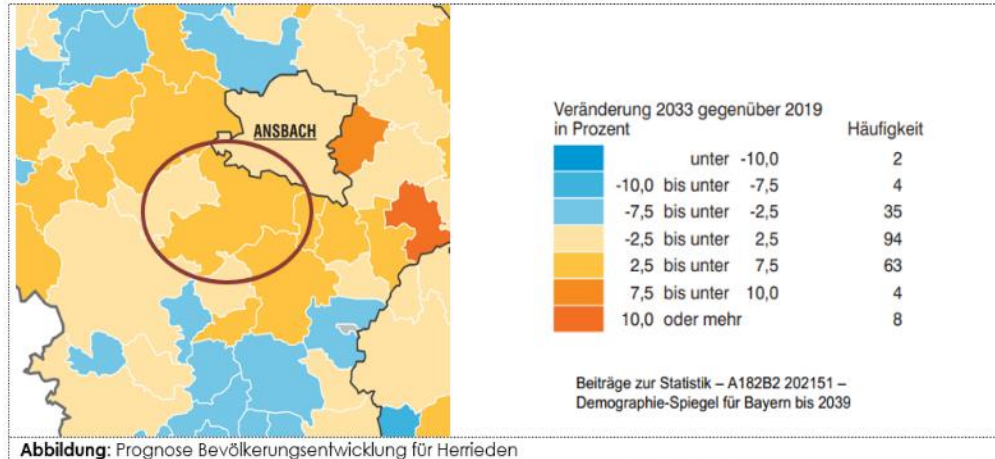 ANSBACH
Veränderung 2033 gegenüber 2019
in Prozent Häufigkeit
unter -10,0 2
-10,0 bis unter -7,5 4
-7,5 bis unter -2,5 35
-2,5 bis unter 2,5 94
2,5 bis unter 7,5 63
7,5 bis unter 10,0 4
10,0 oder mehr 8
Beiträge zur Statistik – A182B2 202151 –
Demographie-Spiegel für Bayern bis 2039
Abbildung: Prognose Bevölkerungsentwicklung für Herrieden